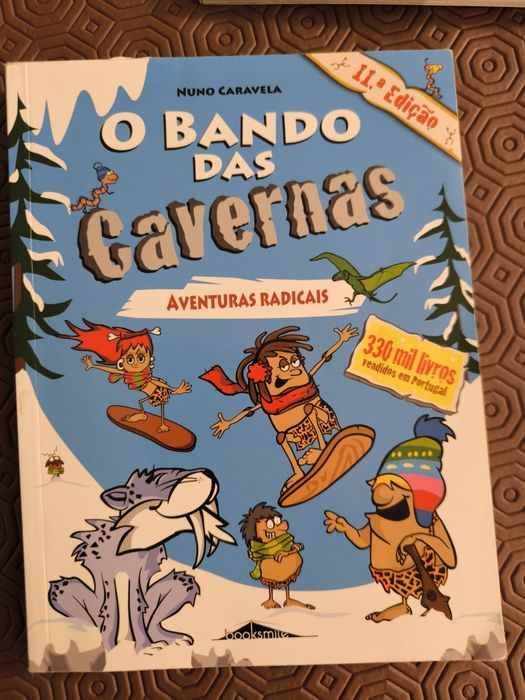 NUNO CARAVELA
11.ª Edição
O BANDO
DAS
Cavernas
AVENTURAS RADICAIS
330 mil livros
vendidos em Portugal
booksmile